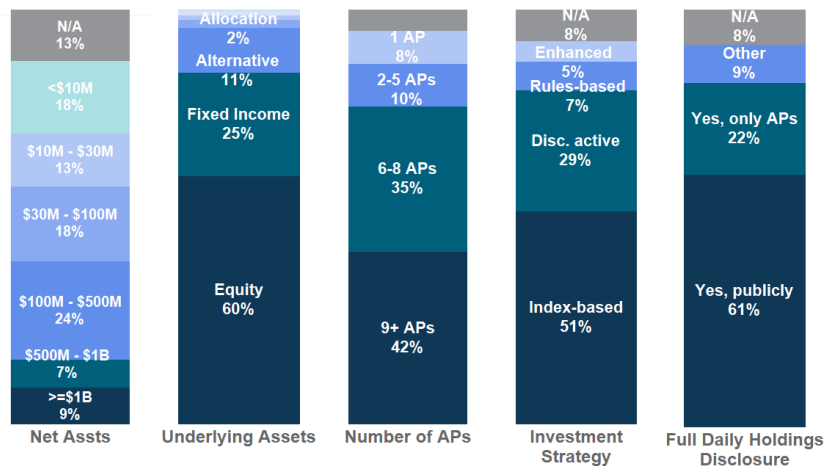 N/A
13%
<$10M
18%
$10M - $30M
13%
$30M - $100M
18%
$100M - $500M
24%
$500M - $1B
7%
>=$1B
9%
Net Assts
Allocation
2%
Alternative
11%
Fixed Income
25%
Equity
60%
Underlying Assets
1 AP
8%
2-5 APs
10%
6-8 APs
35%
9+ APs
42%
Number of APs
N/A
8%
Enhanced
5%
Rules-based
7%
Disc. active
29%
Index-based
51%
Investment
Strategy
N/A
8%
Other
9%
Yes, only APs
22%
Yes, publicly
61%
Full Daily Holdings
Disclosure